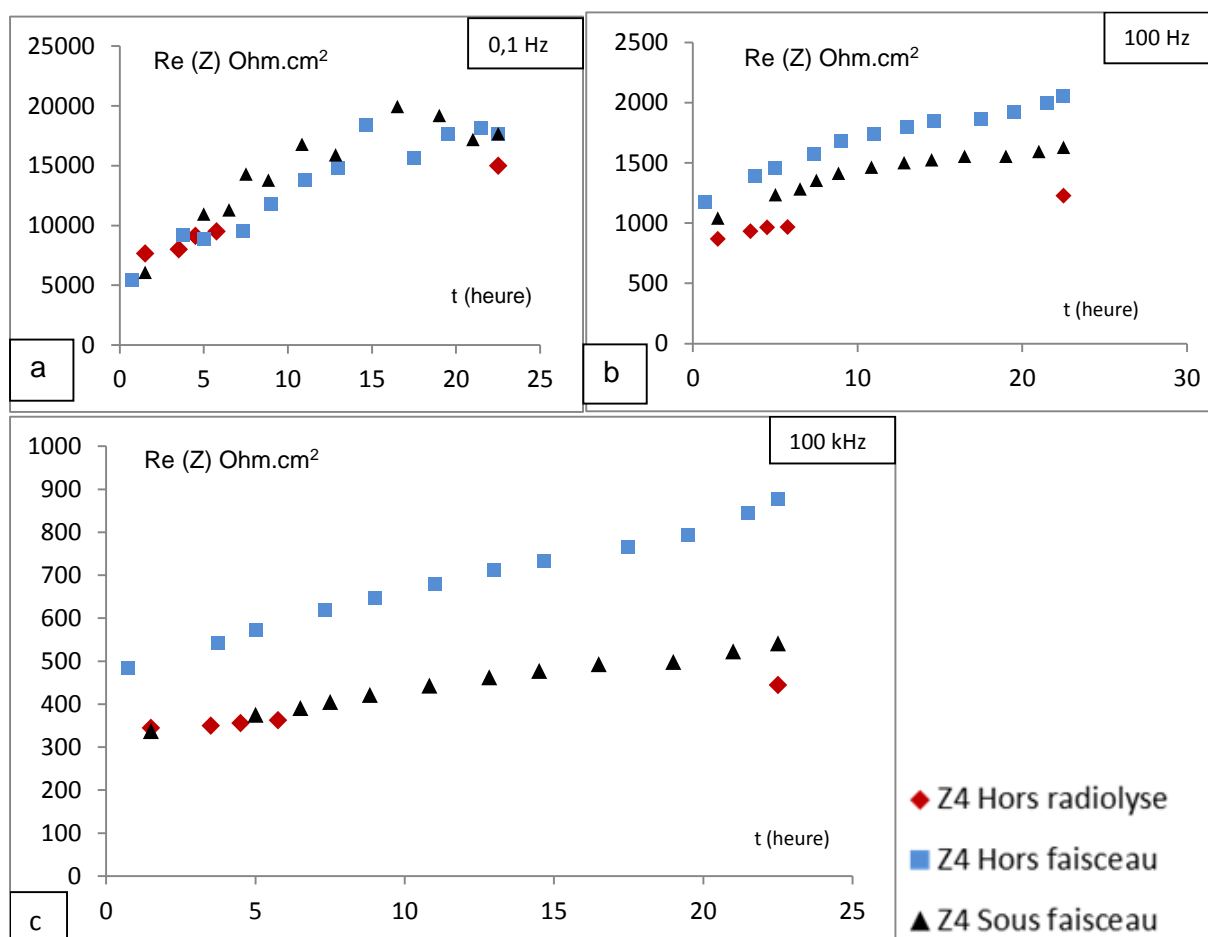 0,1 Hz
Re (Z) Ohm.cm²
25000
20000
15000
10000
5000
0
0 5 10 15 20 25
t (heure)
a
100 Hz
Re (Z) Ohm.cm²
2500
2000
1500
1000
500
0
0 10 20 30
t (heure)
b
100 kHz
Re (Z) Ohm.cm²
1000
900
800
700
600
500
400
300
200
100
0
0 5 10 15 20 25
t (heure)
c
Z4 Hors radiolyse
Z4 Hors faisceau
Z4 Sous faisceau